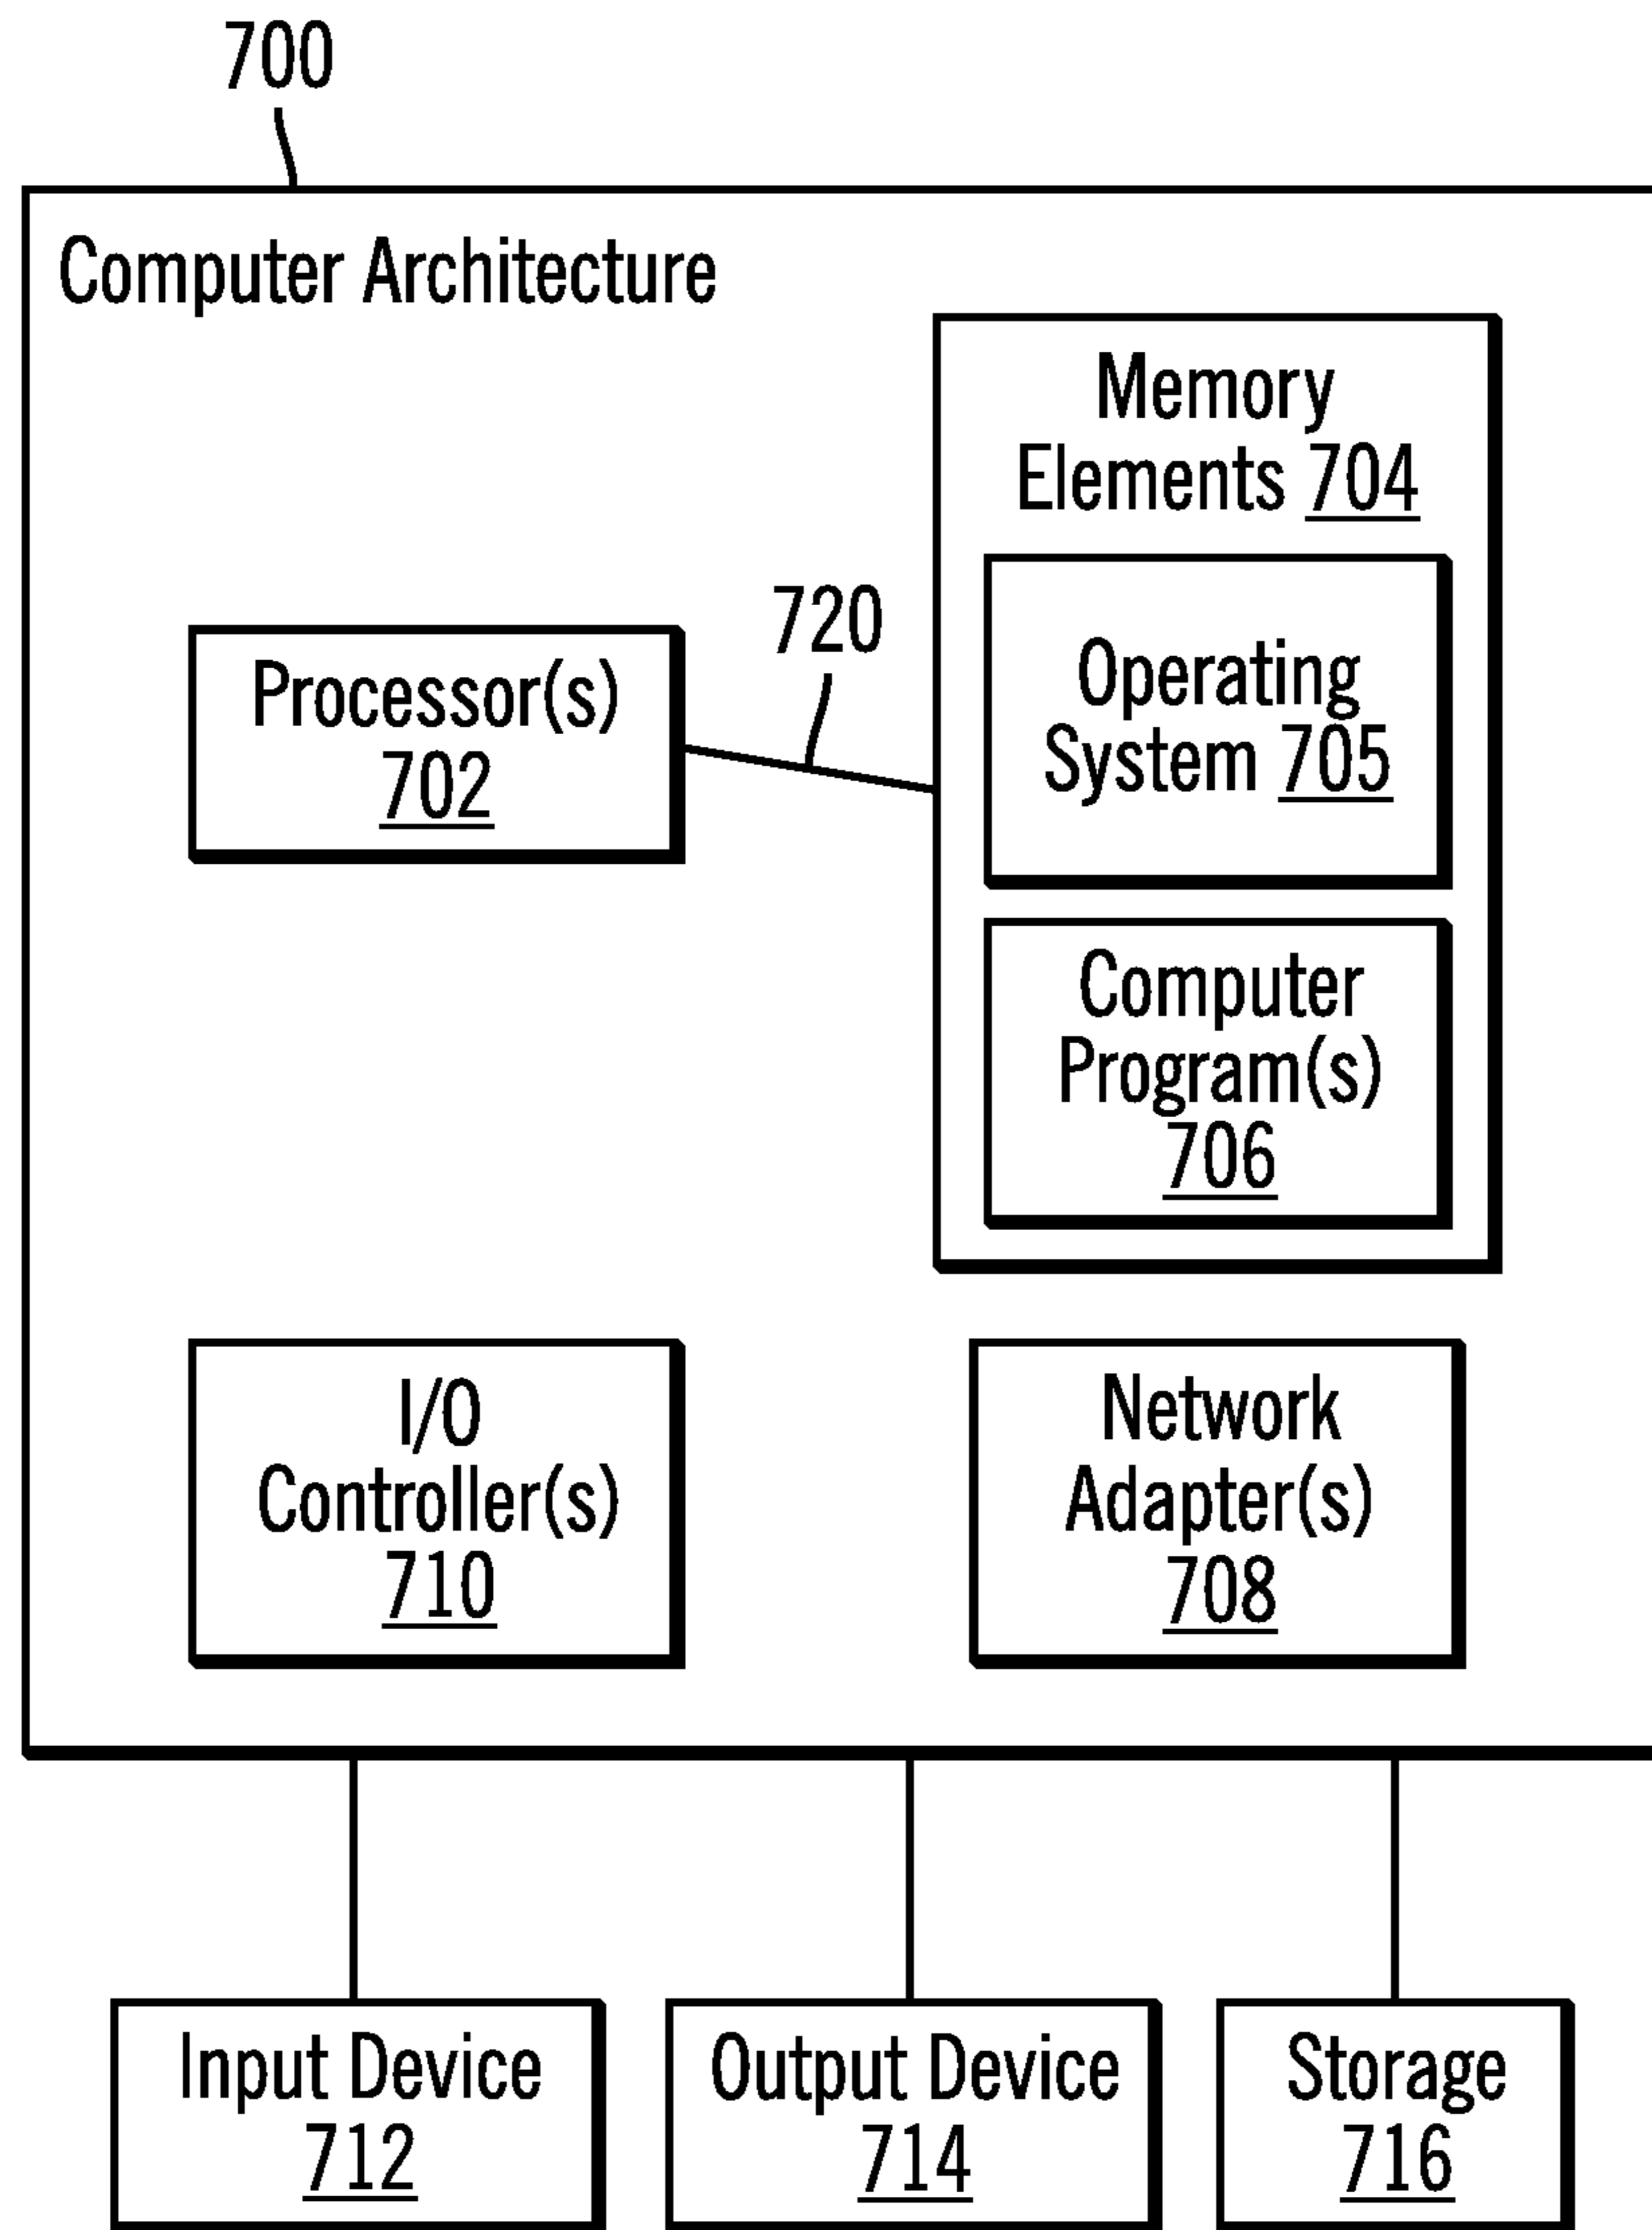 700
Computer Architecture
Memory
Elements 704
720
Operating
System 705
Processor(s)
702
Computer
Program(s)
706
I/O
Controller(s)
710
Network
Adapter(s)
708
Input Device
712
Output Device
714
Storage
716